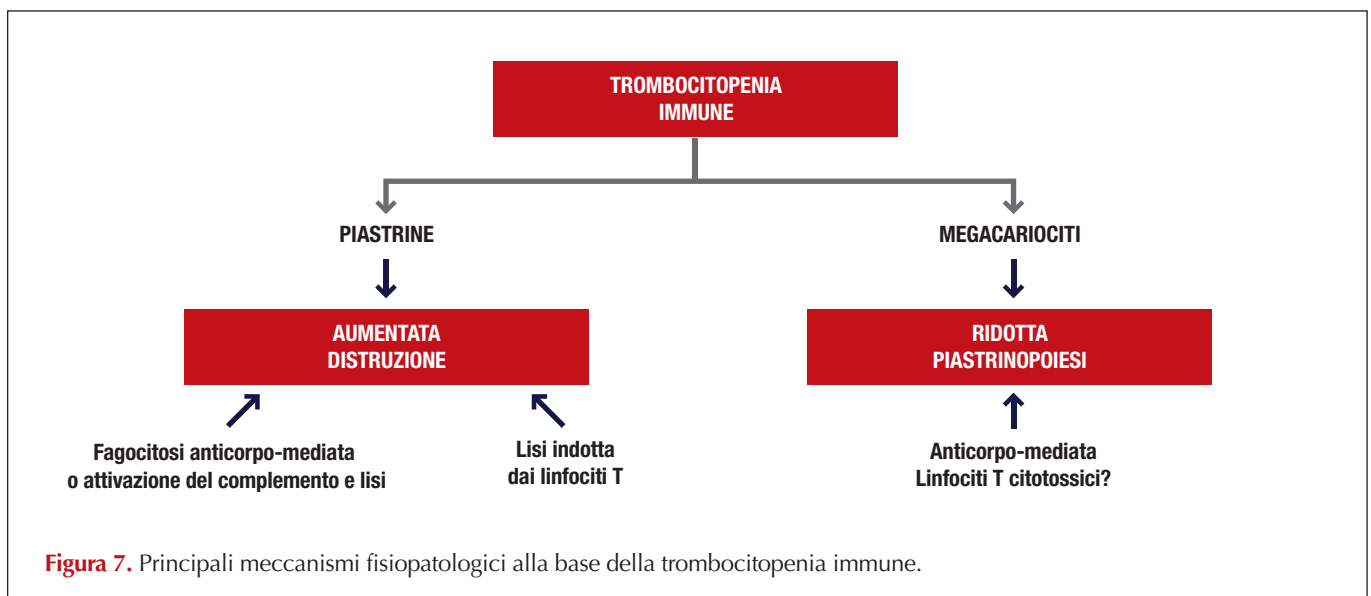 TROMBOCITOPENIA
IMMUNE
PIASTRINE
MEGACARIOCITI
AUMENTATA
DISTRUZIONE
RIDOTTA
PIASTRINOPOIESI
Fagocitosi anticorpo-mediata
o attivazione del complemento e lisi
Lisi indotta
dai linfociti T
Anticorpo-mediata
Linfociti T citotossici?
Figura 7. Principali meccanismi fisiopatologici alla base della trombocitopenia immune.